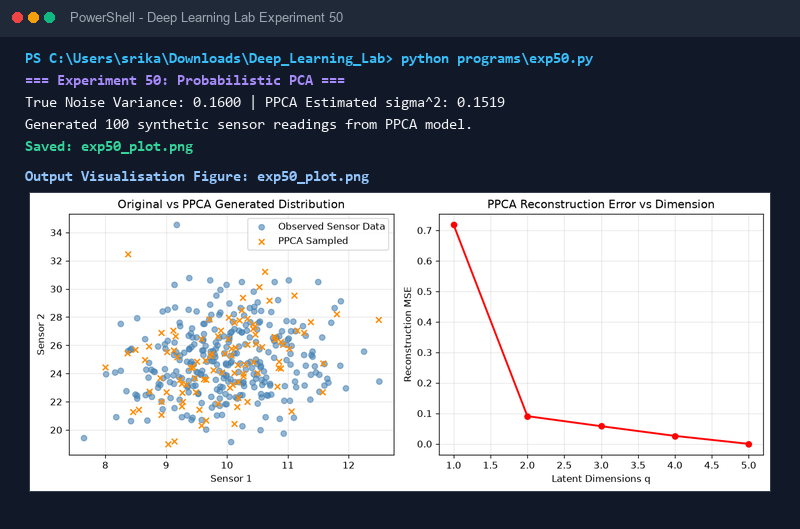 PowerShell - Deep Learning Lab Experiment 50
PS C:\Users\srika\Downloads\Deep_Learning_Lab> python programs\exp50.py
=== Experiment 50: Probabilistic PCA ===
True Noise Variance: 0.1600 | PPCA Estimated sigma^2: 0.1519
Generated 100 synthetic sensor readings from PPCA model.
Saved: exp50_plot.png
Output Visualisation Figure: exp50_plot.png
Original vs PPCA Generated Distribution
Observed Sensor Data
PPCA Sampled
34
32
30
28
26
24
22
20
Sensor 2
8 9 10 11 12
Sensor 1
PPCA Reconstruction Error vs Dimension
0.7
0.6
0.5
0.4
0.3
0.2
0.1
0.0
Reconstruction MSE
1.0 1.5 2.0 2.5 3.0 3.5 4.0 4.5 5.0
Latent Dimensions q